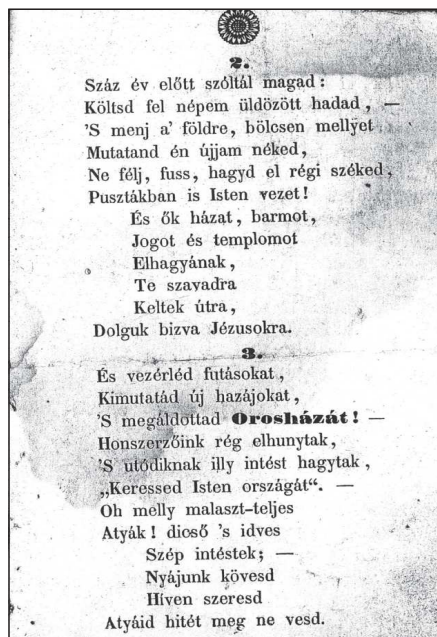 2.
Száz év előtt szóltál magad:
Költsd fel népem üldözött hadad, —
'S menj a' földre, bölcsen mellyet
Mutatand én újjam néked,
Ne félj, fuss, hagyd el régi széked,
Pusztákban is Isten vezet!
És ők házat, barmot,
Jogot és templomot
Elhagyának,
Te szavadra
Keltek útra,
Dolguk bizva Jézusokra.
3.
És vezérléd futásokat,
Kimutatád új hazájokat,
'S megáldottad Orosházát! —
Honszerzőink rég elhunytak,
'S utódiknak illy intést hagytak,
„Keressed Isten országát“. —
Oh melly malaszt-teljes
Atyák! dicső 's idves
Szép intéstek; —
Nyájunk kövesd
Híven szeresd
Atyáid hitét meg ne vesd.